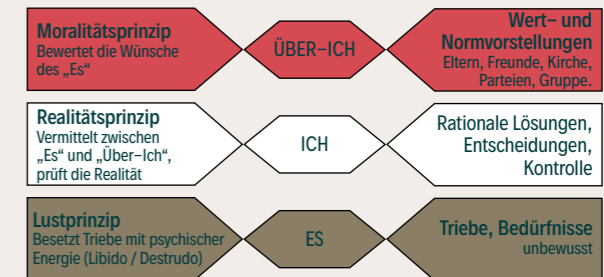 Moralitätsprinzip
Bewertet die Wünsche
des „Es"
ÜBER–ICH
Wert– und
Normvorstellungen
Eltern, Freunde, Kirche,
Parteien, Gruppe.
Realitätsprinzip
Vermittelt zwischen
„Es" und „Über–Ich",
prüft die Realität
ICH
Rationale Lösungen,
Entscheidungen,
Kontrolle
Lustprinzip
Besetzt Triebe mit psychischer
Energie (Libido / Destrudo)
ES
Triebe, Bedürfnisse
unbewusst